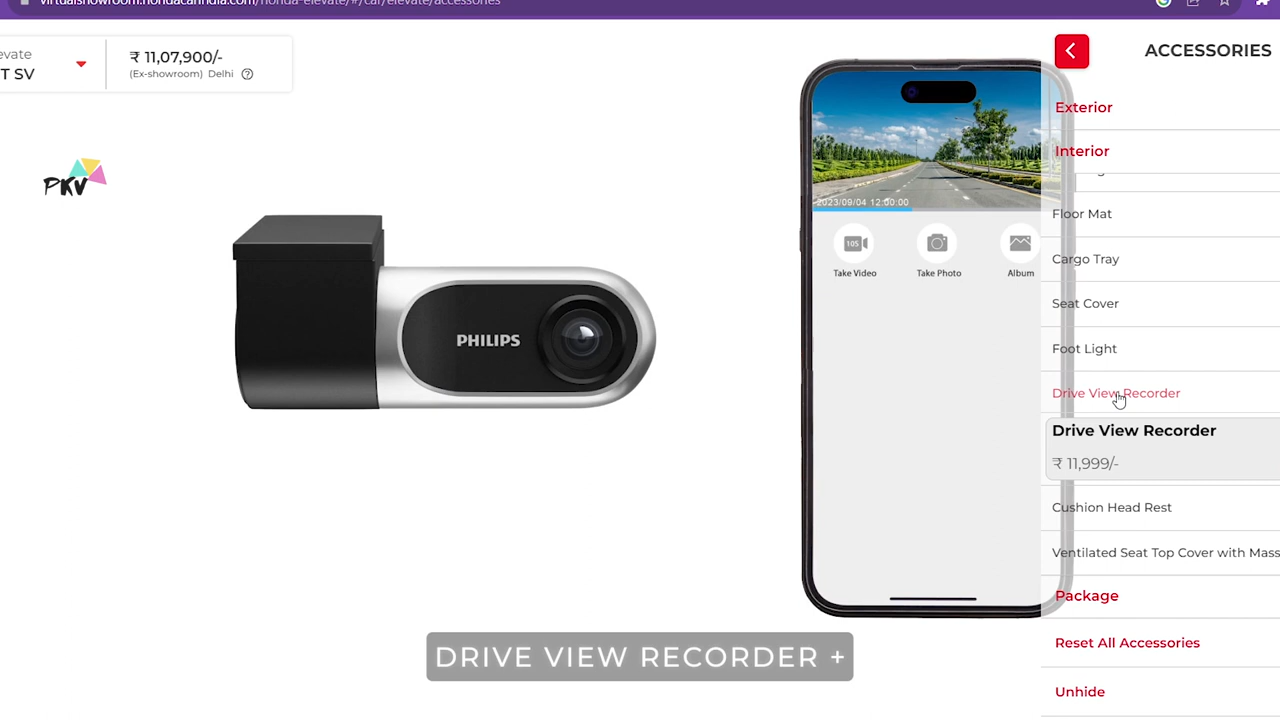 virtualshowroom.hondacarindia.com/honda-elevate/#/car/elevate/accessories
evate
T SV
₹ 11,07,900/-
(Ex-showroom) Delhi
PKV
PHILIPS
2023/09/04 12:00:00
10S
Take Video
Take Photo
Album
ACCESSORIES
Exterior
Interior
Floor Mat
Cargo Tray
Seat Cover
Foot Light
Drive View Recorder
Drive View Recorder
₹ 11,999/-
Cushion Head Rest
Ventilated Seat Top Cover with Mass
Package
Reset All Accessories
Unhide
DRIVE VIEW RECORDER +